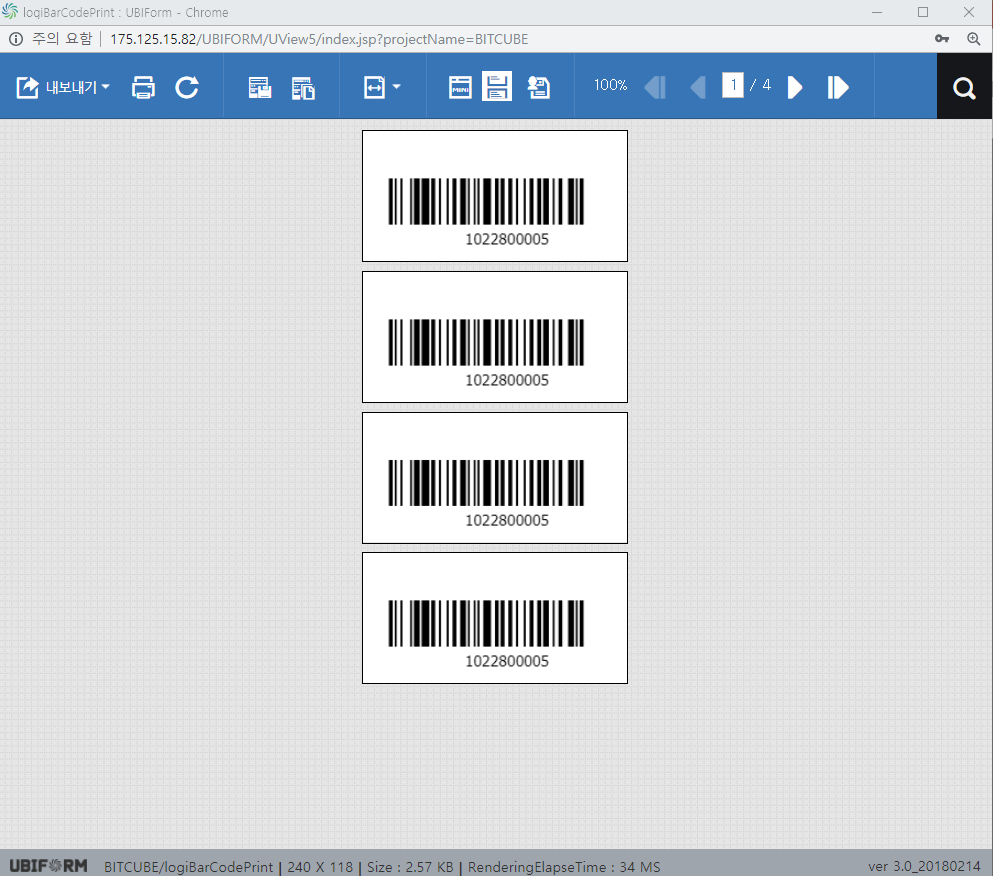 logiBarCodePrint : UBIForm - Chrome
주의 요함 | 175.125.15.82/UBIFORM/UView5/index.jsp?projectName=BITCUBE
내보내기 MINI 100% 1 / 4
1022800005
1022800005
1022800005
1022800005
UBIFORM BITCUBE/logiBarCodePrint | 240 X 118 | Size : 2.57 KB | RenderingElapseTime : 34 MS ver 3.0_20180214